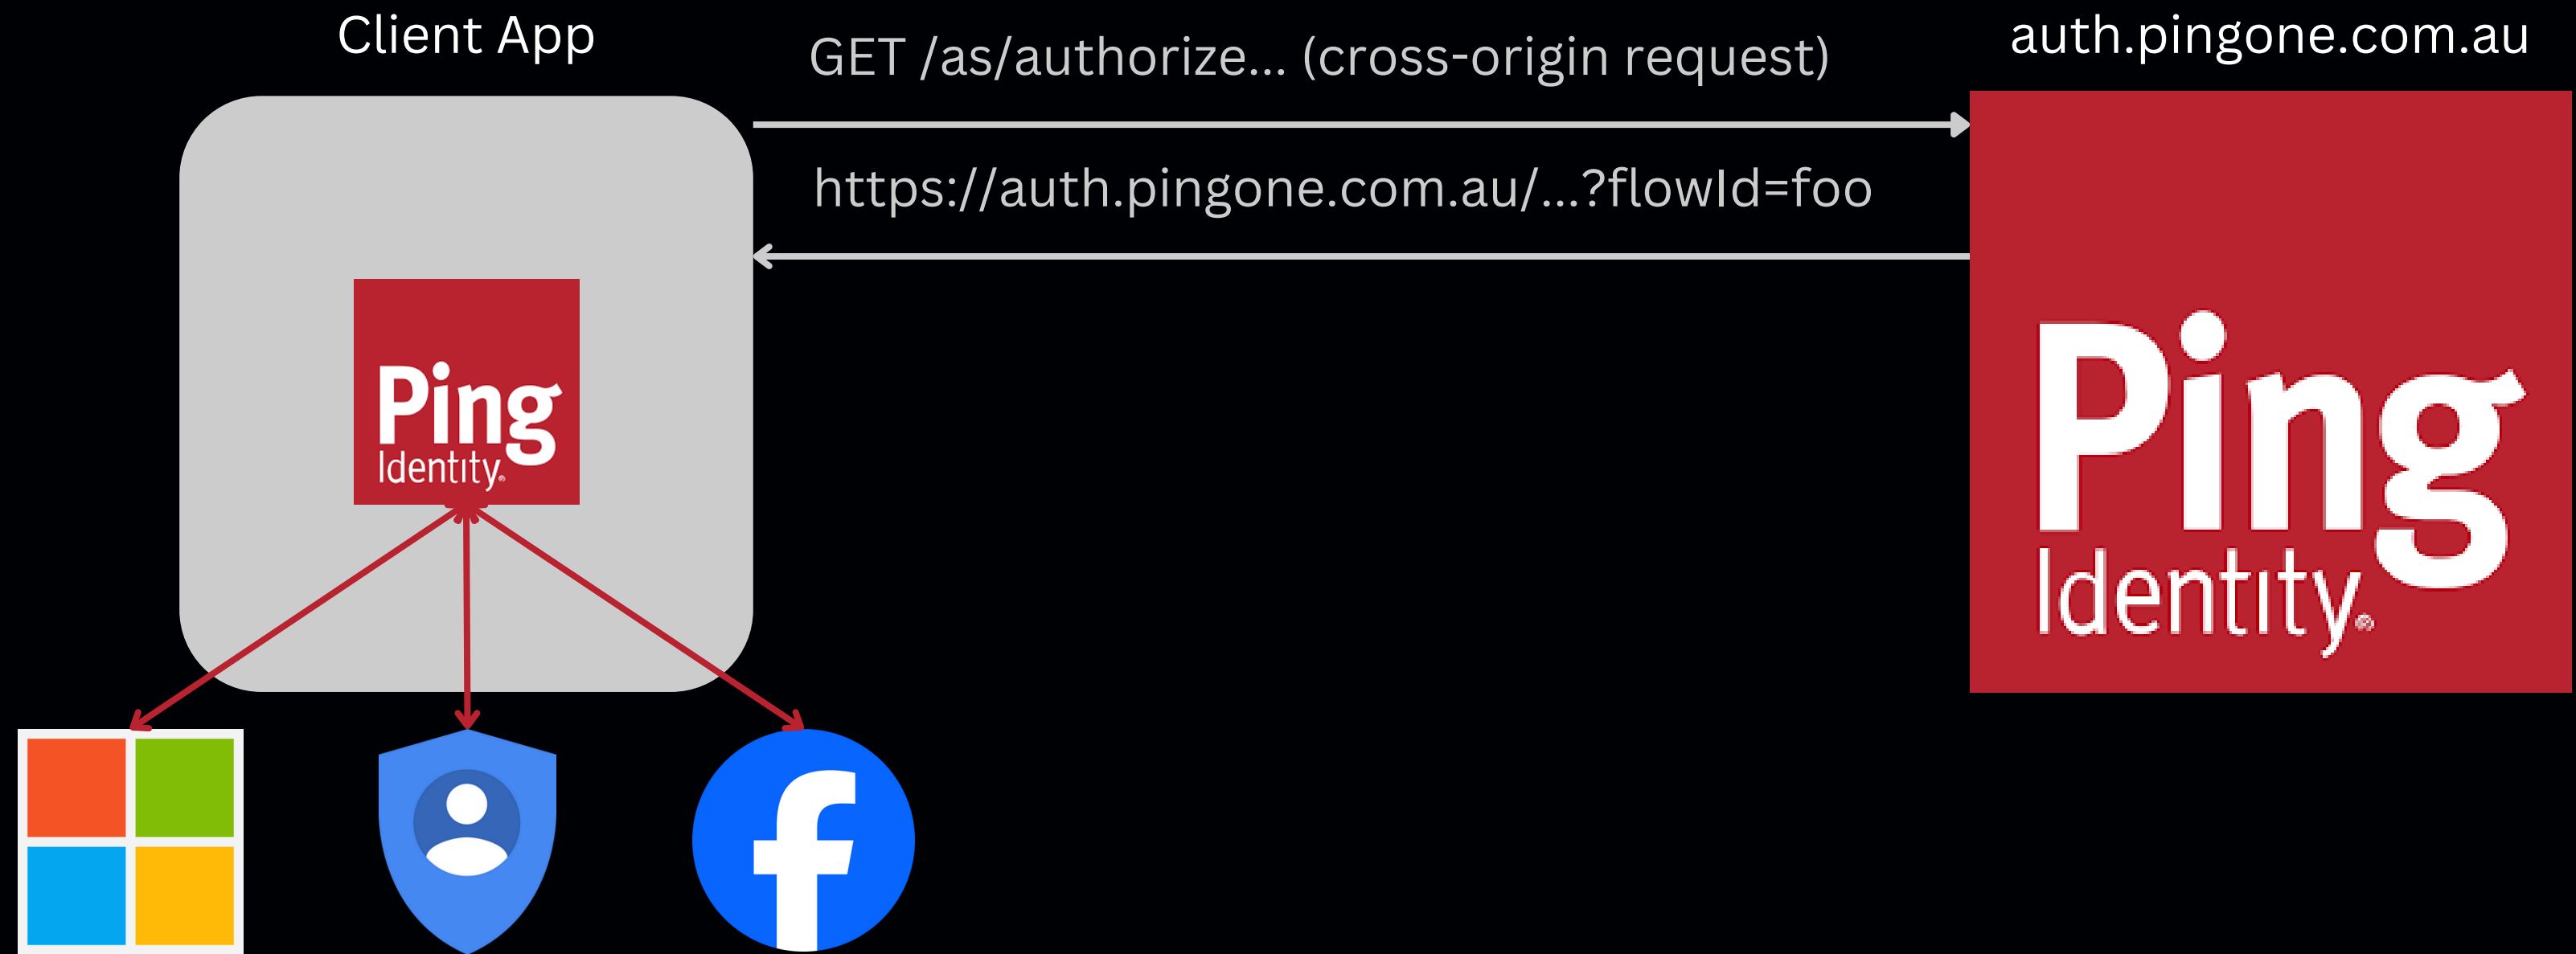 Client App
GET /as/authorize... (cross-origin request)
auth.pingone.com.au
https://auth.pingone.com.au/...?flowId=foo
Ping
Identity®
Ping
Identity®